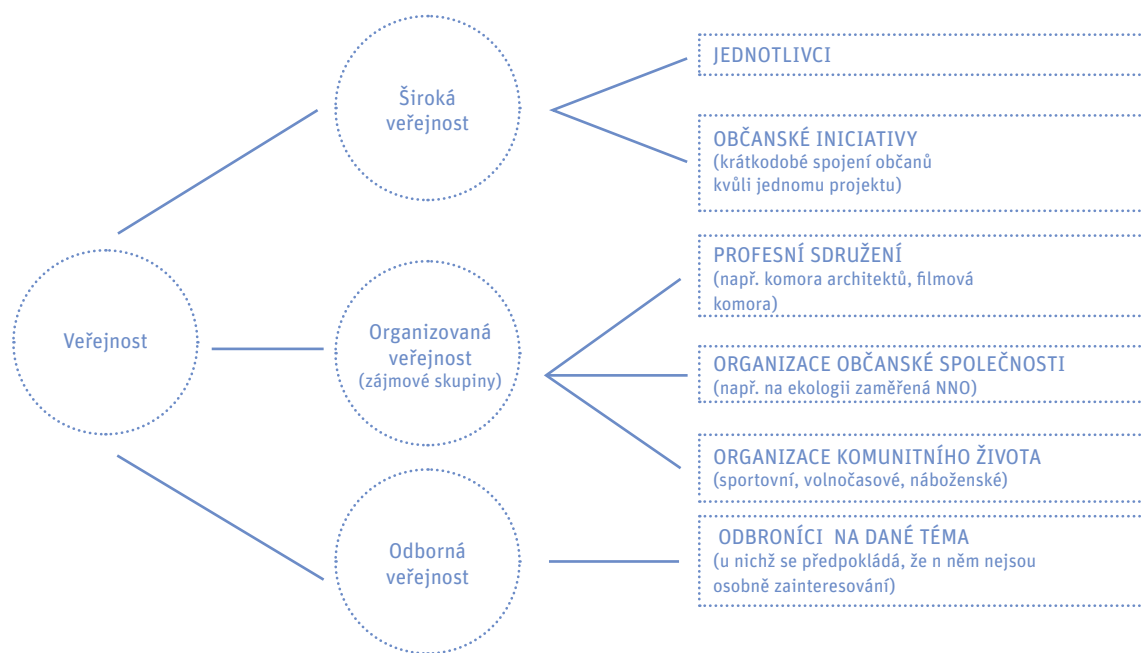 Veřejnost
Široká
veřejnost
JEDNOTLIVCI
OBČANSKÉ INICIATIVY
(krátkodobé spojení občanů
kvůli jednomu projektu)
Organizovaná
veřejnost
(zájmové skupiny)
PROFESNÍ SDRUŽENÍ
(např. komora architektů, filmová
komora)
ORGANIZACE OBČANSKÉ SPOLEČNOSTI
(např. na ekologii zaměřená NNO)
ORGANIZACE KOMUNITNÍHO ŽIVOTA
(sportovní, volnočasové, náboženské)
Odborná
veřejnost
ODBRONÍCI NA DANÉ TÉMA
(u nichž se předpokládá, že n něm nejsou
osobně zainteresování)